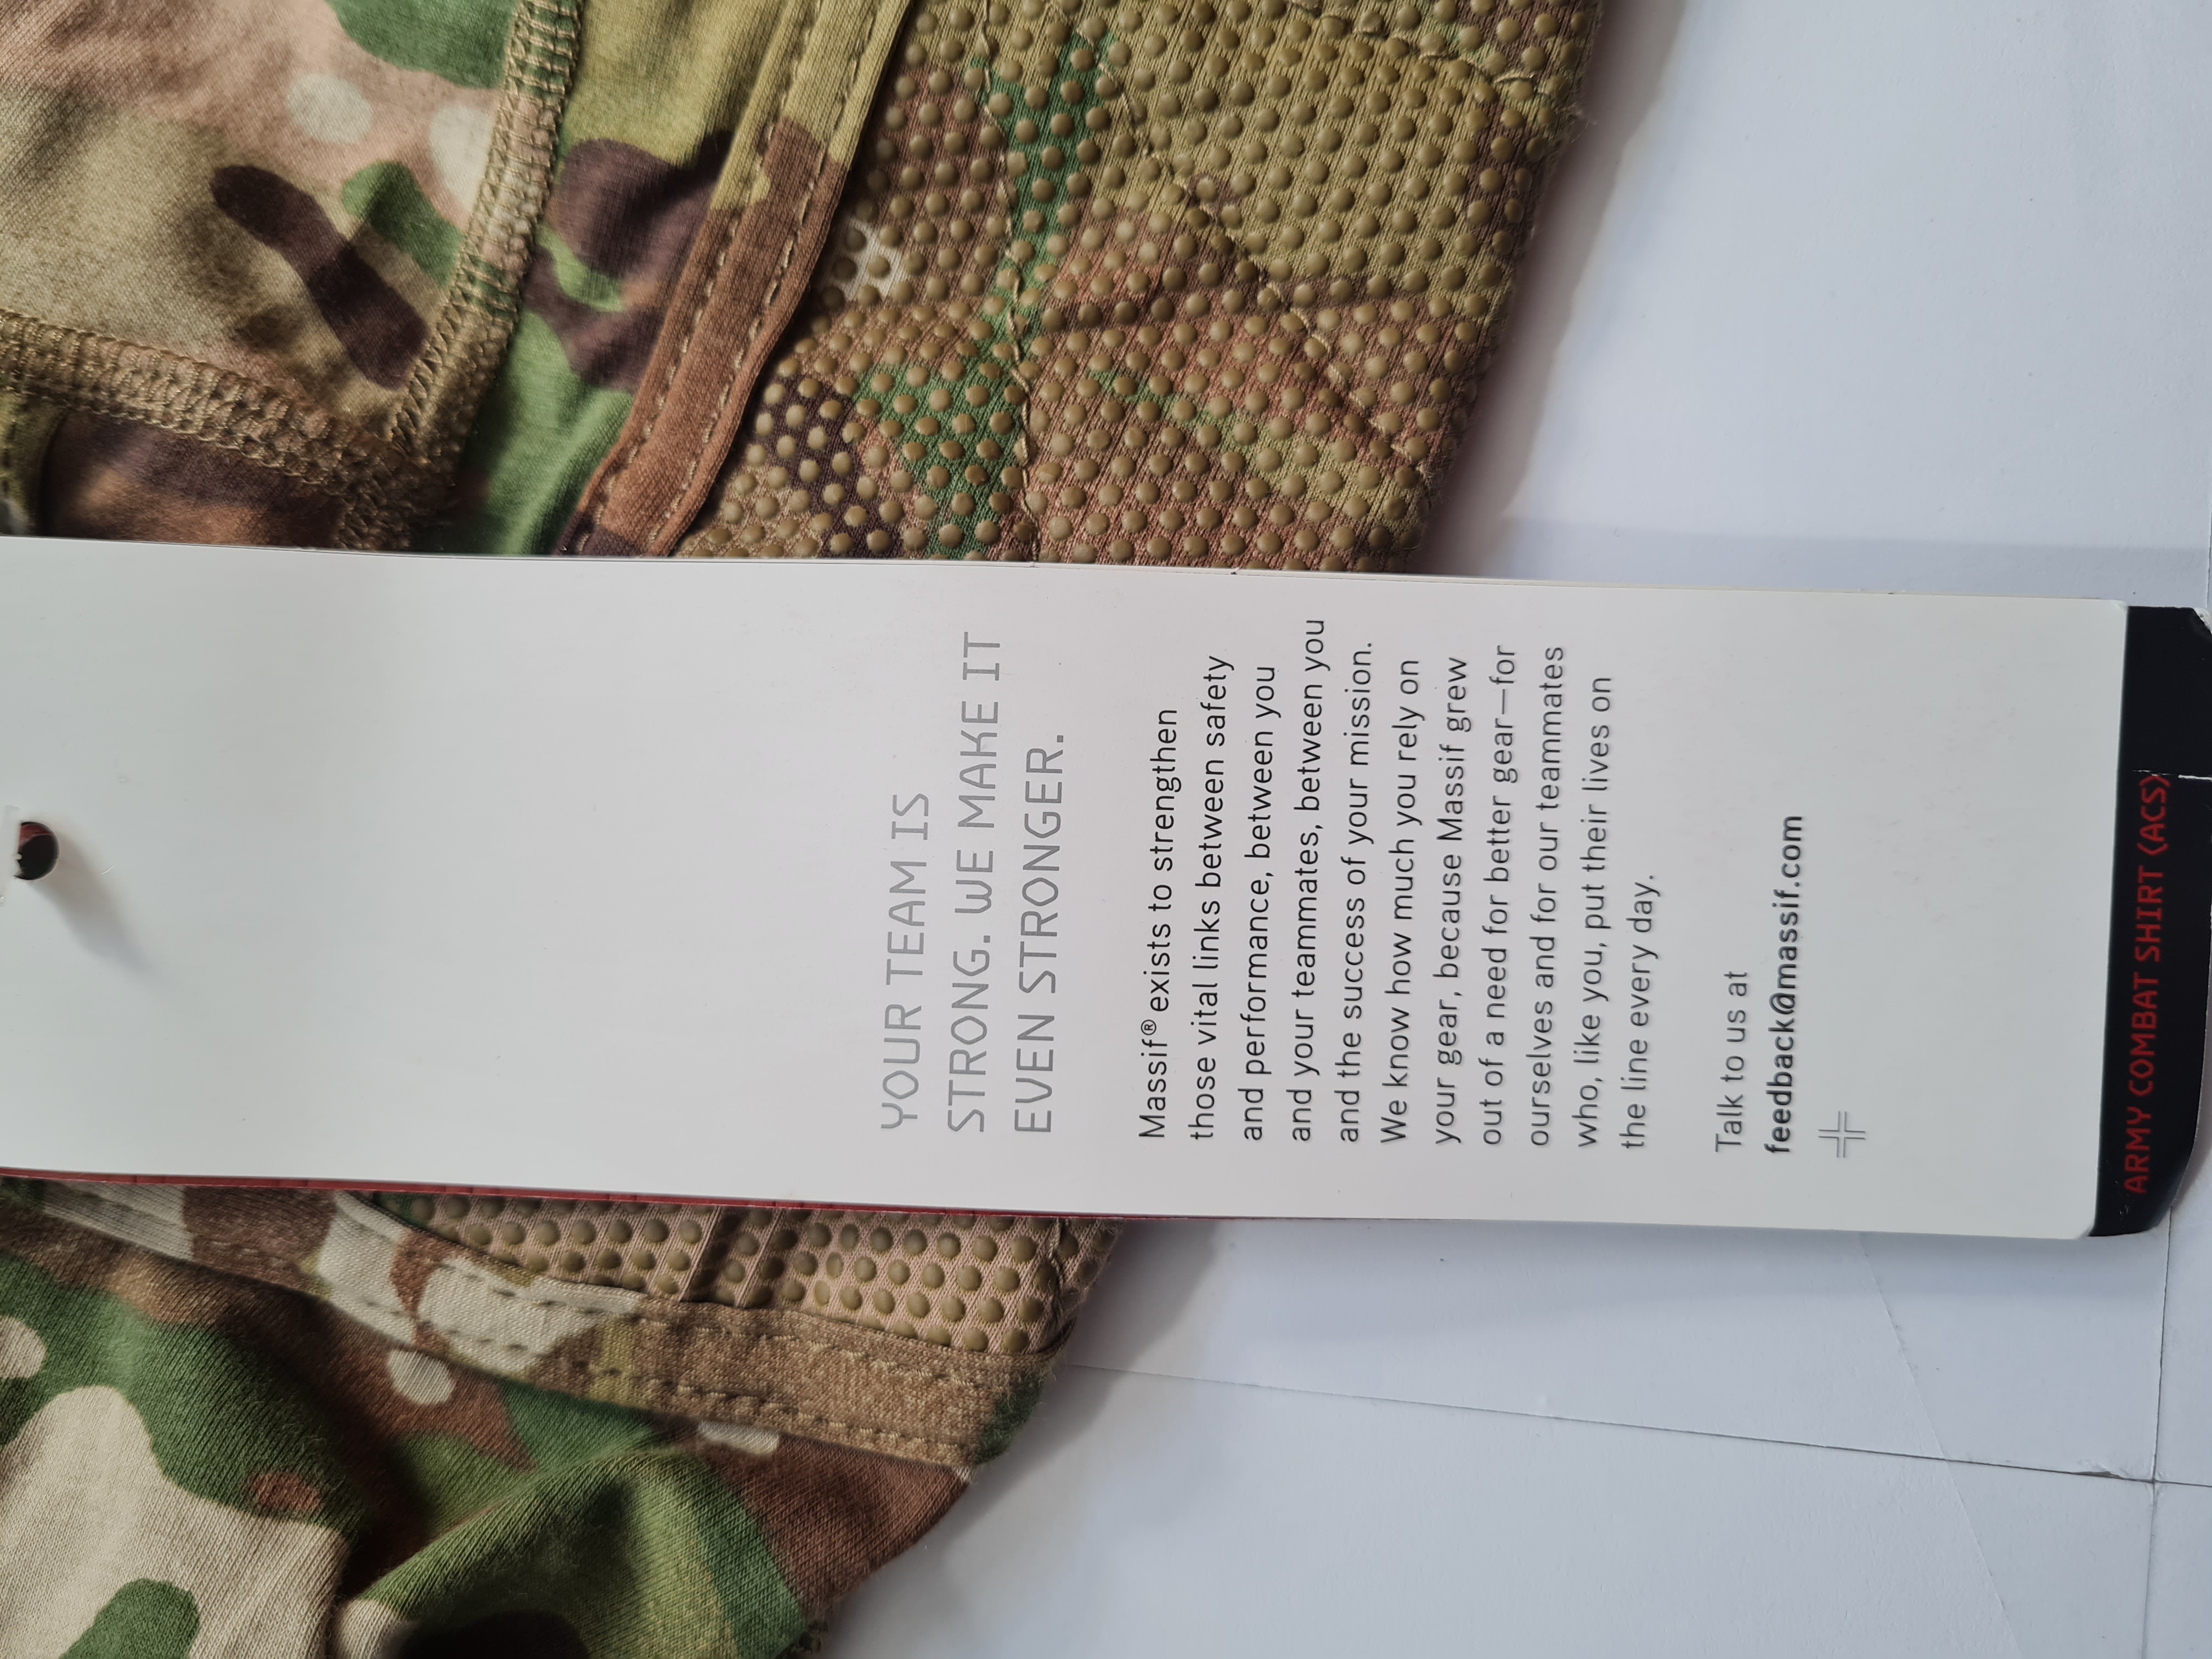 YOUR TEAM IS
STRONG. WE MAKE IT
EVEN STRONGER.
Massif® exists to strengthen
those vital links between safety
and performance, between you
and your teammates, between you
and the success of your mission.
We know how much you rely on
your gear, because Massif grew
out of a need for better gear—for
ourselves and for our teammates
who, like you, put their lives on
the line every day.
Talk to us at
feedback@massif.com
ARMY COMBAT SHIRT (ACS)